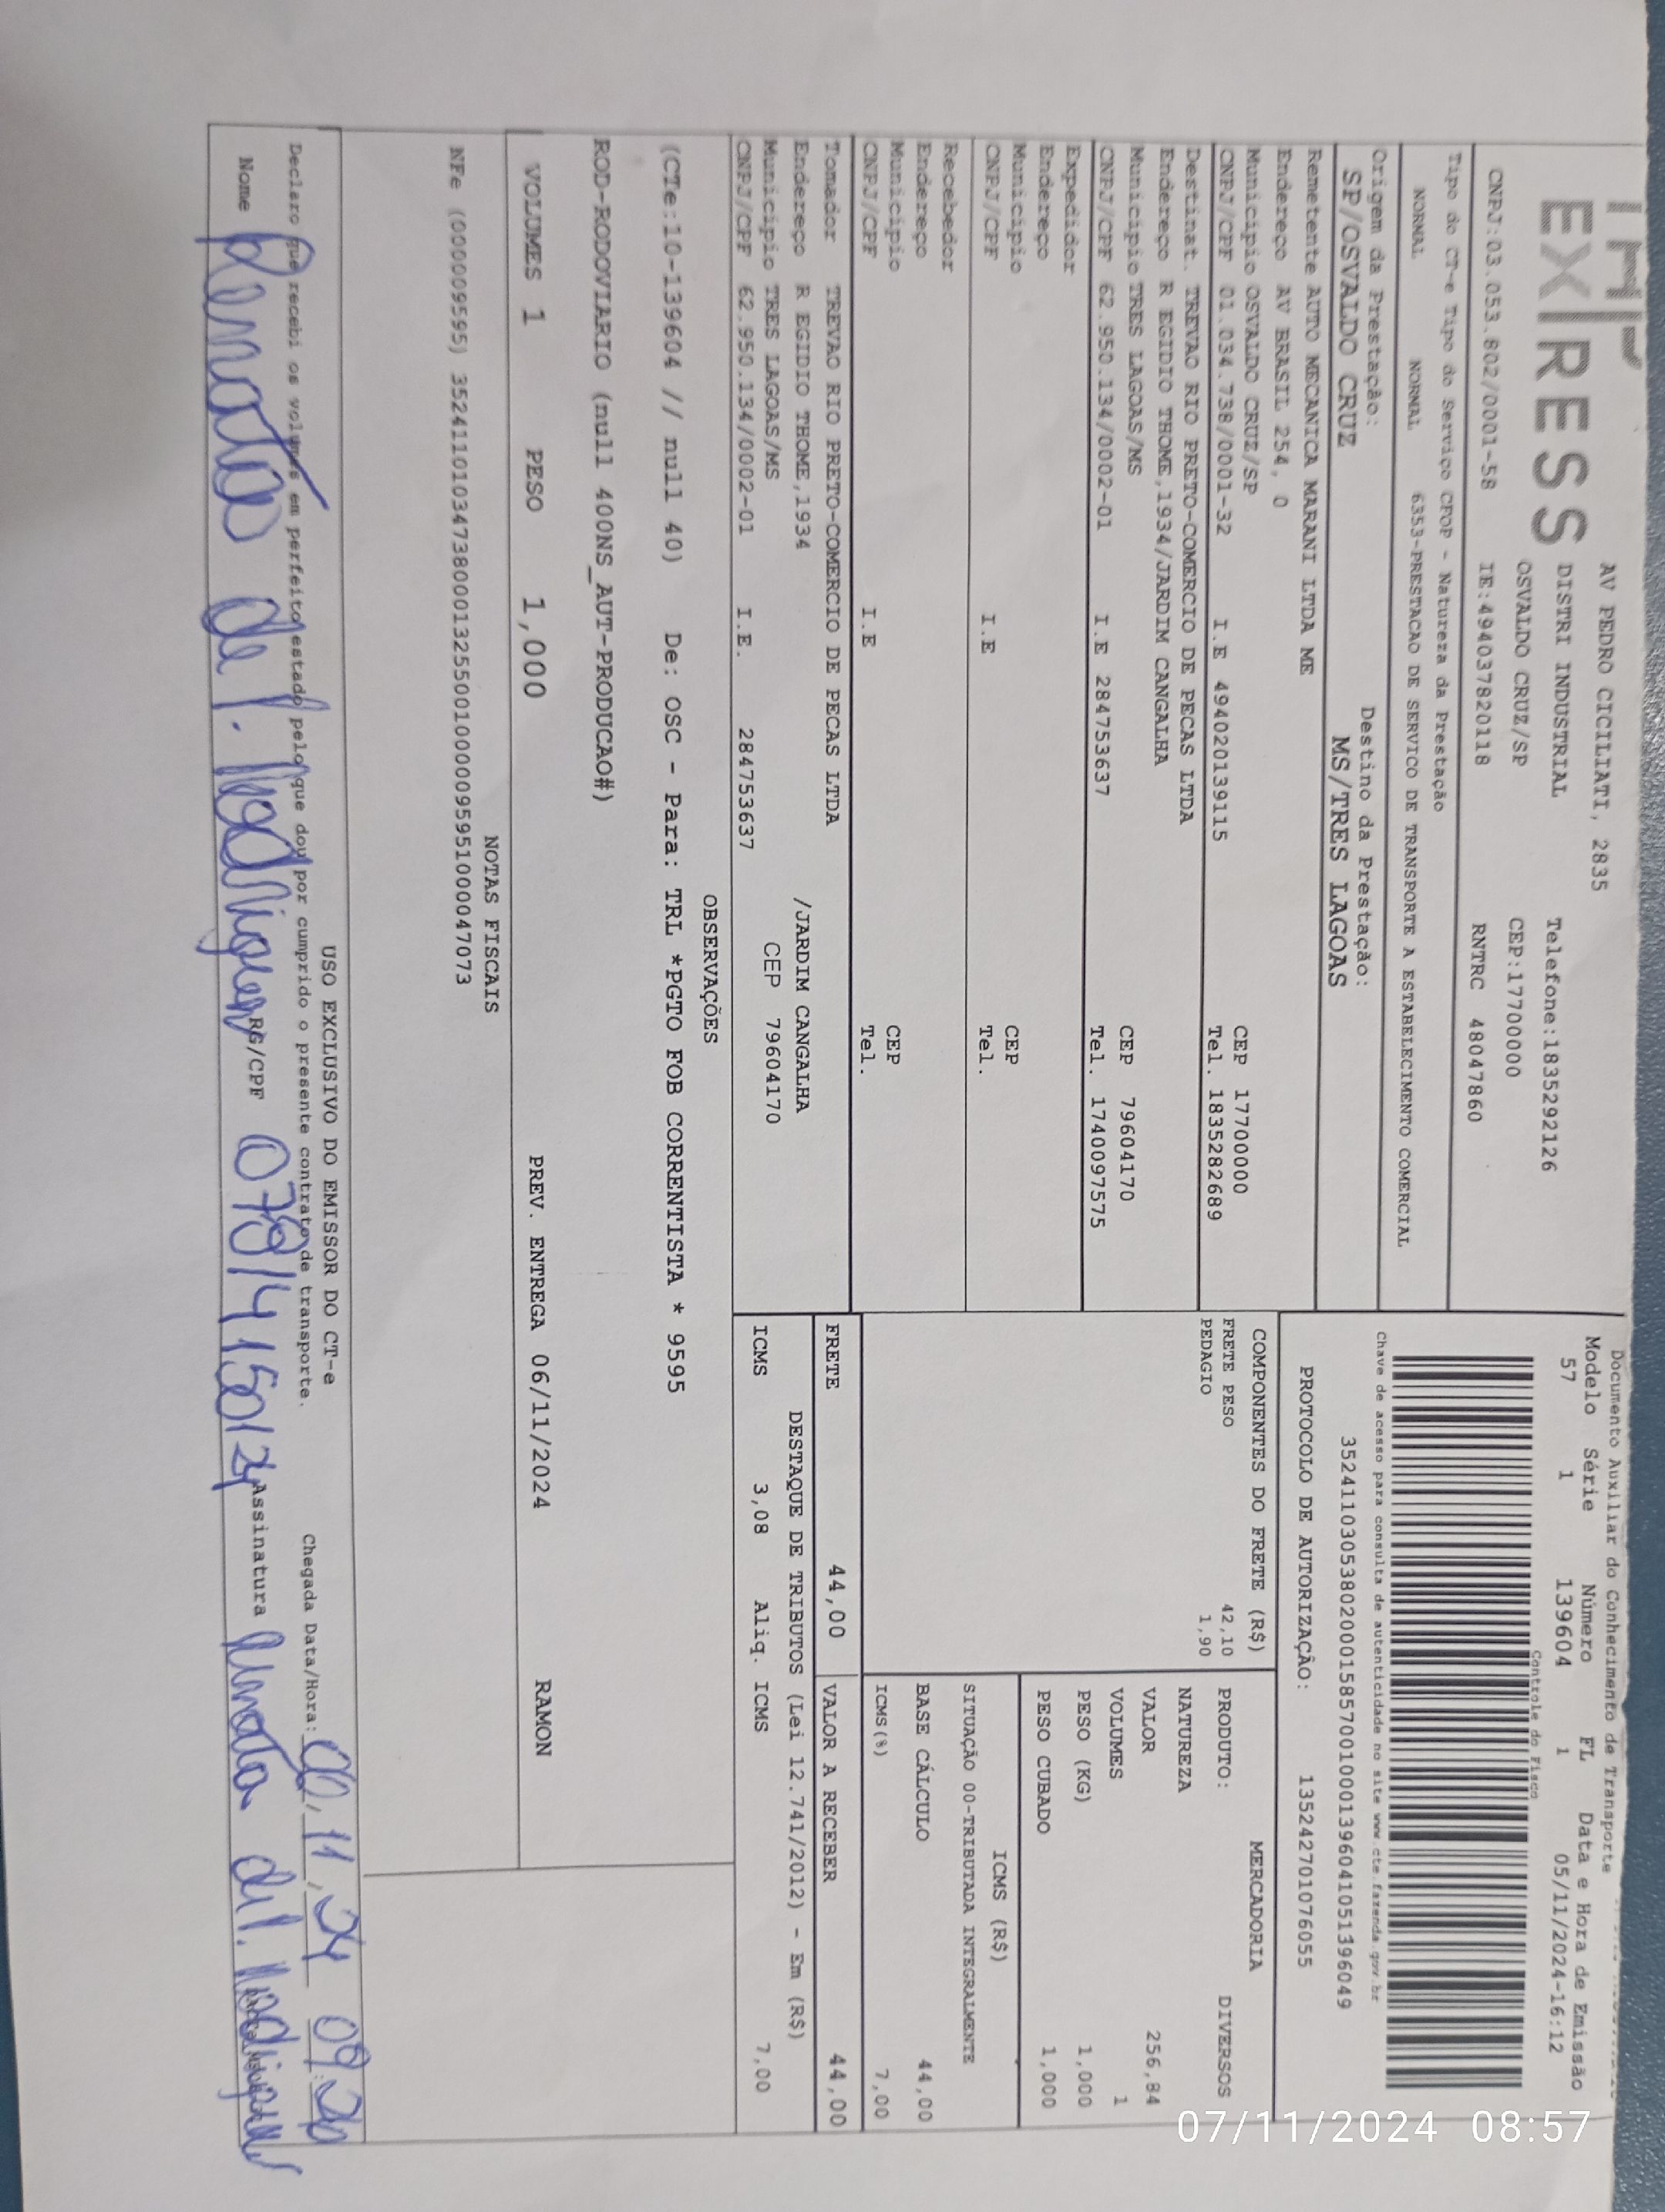 EXPRESS
AV PEDRO CICILIATI, 2835
DISTRI INDUSTRIAL Telefone:1835292126
OSVALDO CRUZ/SP CEP:17700000
CNPJ:03.053.802/0001-58 IE:494037820118 RNTRC 48047860
Documento Auxiliar do Conhecimento de Transporte
Modelo Série Número FL Data e Hora de Emissão
57 1 139604 1 05/11/2024-16:12
Controle do Fisco
Tipo do CT-e Tipo do Serviço CFOP - Natureza da Prestação
NORMAL NORMAL 6353-PRESTACAO DE SERVICO DE TRANSPORTE A ESTABELECIMENTO COMERCIAL
Chave de acesso para consulta de autenticidade no site www.cte.fazenda.gov.br
35241103053802000158570010001396041051396049
Origem da Prestação: Destino da Prestação:
SP/OSVALDO CRUZ MS/TRES LAGOAS
PROTOCOLO DE AUTORIZAÇÃO: 135242701076055
Remetente AUTO MECANICA MARANI LTDA ME
Endereço AV BRASIL 254, 0
Município OSVALDO CRUZ/SP CEP 17700000
CNPJ/CPF 01.034.738/0001-32 I.E 494020139115 Tel. 1835282689
Destinat. TREVAO RIO PRETO-COMERCIO DE PECAS LTDA
Endereço R EGIDIO THOME,1934/JARDIM CANGALHA
Município TRES LAGOAS/MS CEP 79604170
CNPJ/CPF 62.950.134/0002-01 I.E 284753637 Tel. 1740097575
Expedidor
Endereço
Município CEP
CNPJ/CPF I.E Tel.
Recebedor
Endereço
Município CEP
CNPJ/CPF I.E Tel.
Tomador TREVAO RIO PRETO-COMERCIO DE PECAS LTDA
Endereço R EGIDIO THOME,1934 /JARDIM CANGALHA
Município TRES LAGOAS/MS CEP 79604170
CNPJ/CPF 62.950.134/0002-01 I.E. 284753637
COMPONENTES DO FRETE (R$)
FRETE PESO 42,10
PEDAGIO 1,90
MERCADORIA
PRODUTO: DIVERSOS
NATUREZA
VALOR 256,84
VOLUMES 1
PESO (KG) 1,000
PESO CUBADO 1,000
ICMS (R$)
SITUAÇÃO 00-TRIBUTADA INTEGRALMENTE
BASE CÁLCULO 44,00
ICMS(%) 7,00
FRETE 44,00 VALOR A RECEBER 44,00
DESTAQUE DE TRIBUTOS (Lei 12.741/2012) - Em (R$)
ICMS 3,08 Aliq. ICMS 7,00
OBSERVAÇÕES
(CTe:10-139604 // null 40) De: OSC - Para: TRL *PGTO FOB CORRENTISTA * 9595
ROD-RODOVIARIO (null 400NS_AUT-PRODUCAO#)
VOLUMES 1 PESO 1,000 PREV. ENTREGA 06/11/2024 RAMON
NOTAS FISCAIS
NFe (000009595) 35241101034738000132550010000095951000047073
USO EXCLUSIVO DO EMISSOR DO CT-e
Declaro que recebi os volumes em perfeito estado pelo que dou por cumprido o presente contrato de transporte. Chegada Data/Hora:
Nome Renata de l. Rodrigues RG/CPF Assinatura Renata de l. Rodrigues
07/11/2024 08:57